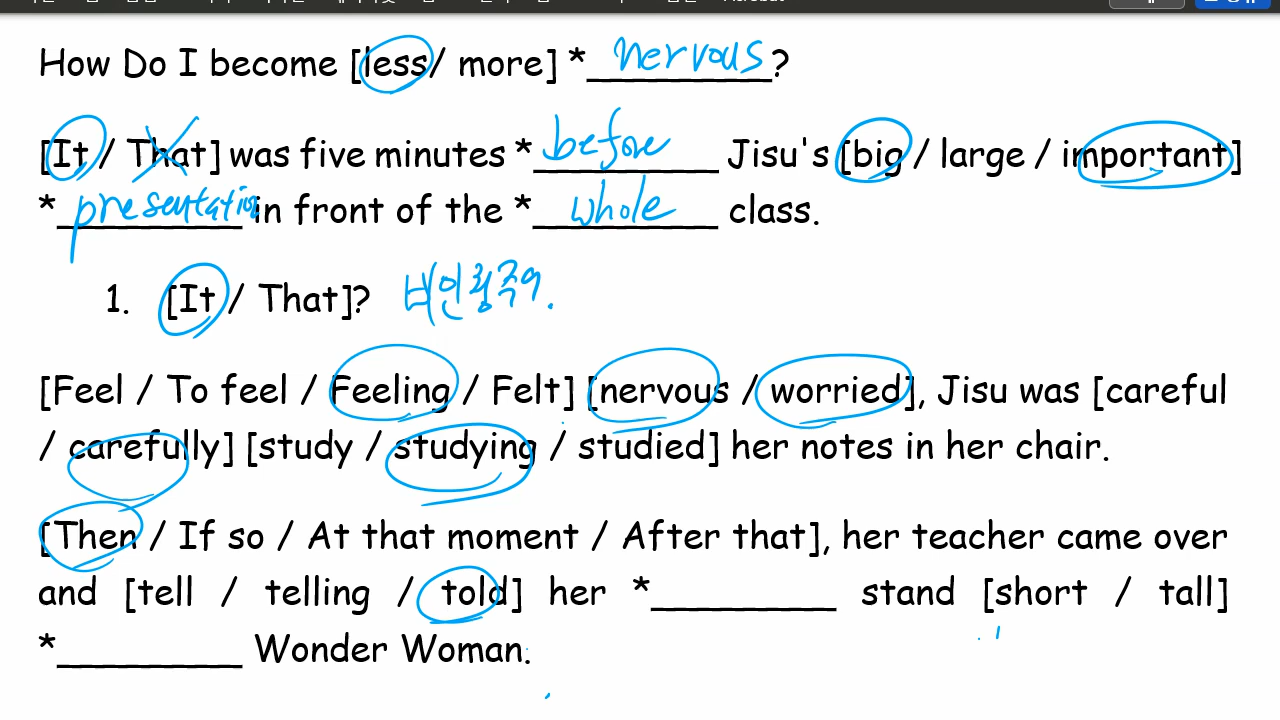 How Do I become [less/ more] *nervous?
[It / That] was five minutes *before Jisu's [big / large / important]
*presentation in front of the *whole class.
1. [It / That]? 비인칭주어.
[Feel / To feel / Feeling / Felt] [nervous / worried], Jisu was [careful
/ carefully] [study / studying / studied] her notes in her chair.
[Then / If so / At that moment / After that], her teacher came over
and [tell / telling / told] her *________ stand [short / tall]
*_________ Wonder Woman.